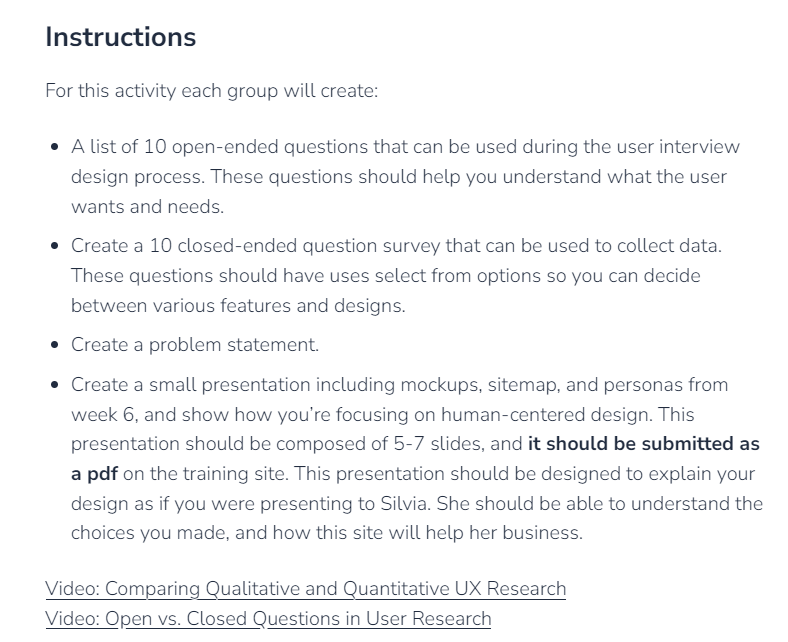 Instructions
For this activity each group will create:
• A list of 10 open-ended questions that can be used during the user interview
design process. These questions should help you understand what the user
wants and needs.
• Create a 10 closed-ended question survey that can be used to collect data.
These questions should have uses select from options so you can decide
between various features and designs.
• Create a problem statement.
• Create a small presentation including mockups, sitemap, and personas from
week 6, and show how you’re focusing on human-centered design. This
presentation should be composed of 5-7 slides, and it should be submitted as
a pdf on the training site. This presentation should be designed to explain your
design as if you were presenting to Silvia. She should be able to understand the
choices you made, and how this site will help her business.
Video: Comparing Qualitative and Quantitative UX Research
Video: Open vs. Closed Questions in User Research